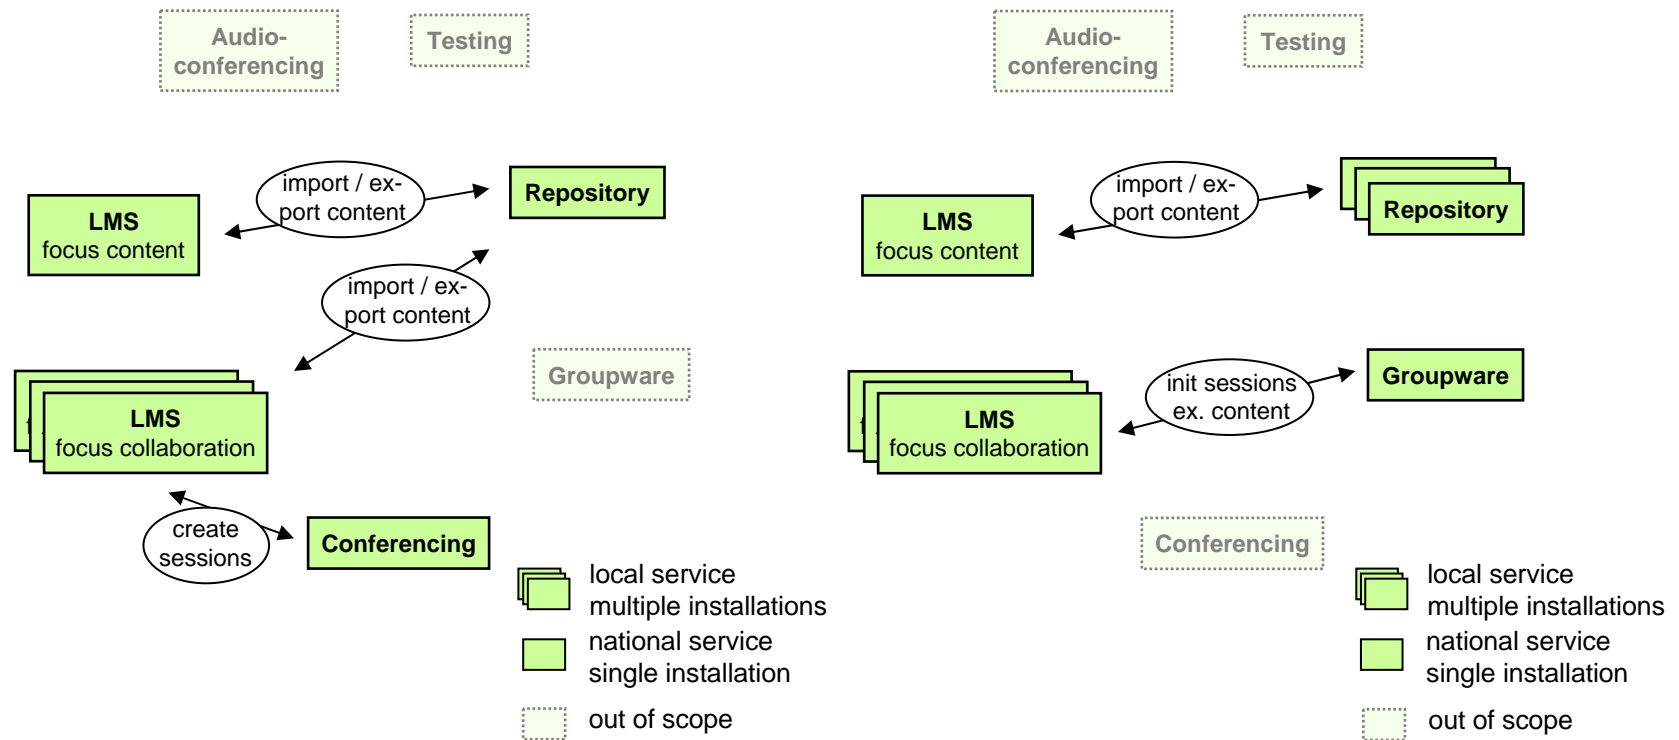 Audio-
conferencing
Testing
import / ex-
port content
Repository
LMS
focus content
import / ex-
port content
Groupware
LMS
focus collaboration
create
sessions
Conferencing
local service
multiple installations
national service
single installation
out of scope
Audio-
conferencing
Testing
import / ex-
port content
Repository
LMS
focus content
Groupware
init sessions
ex. content
LMS
focus collaboration
Conferencing
local service
multiple installations
national service
single installation
out of scope